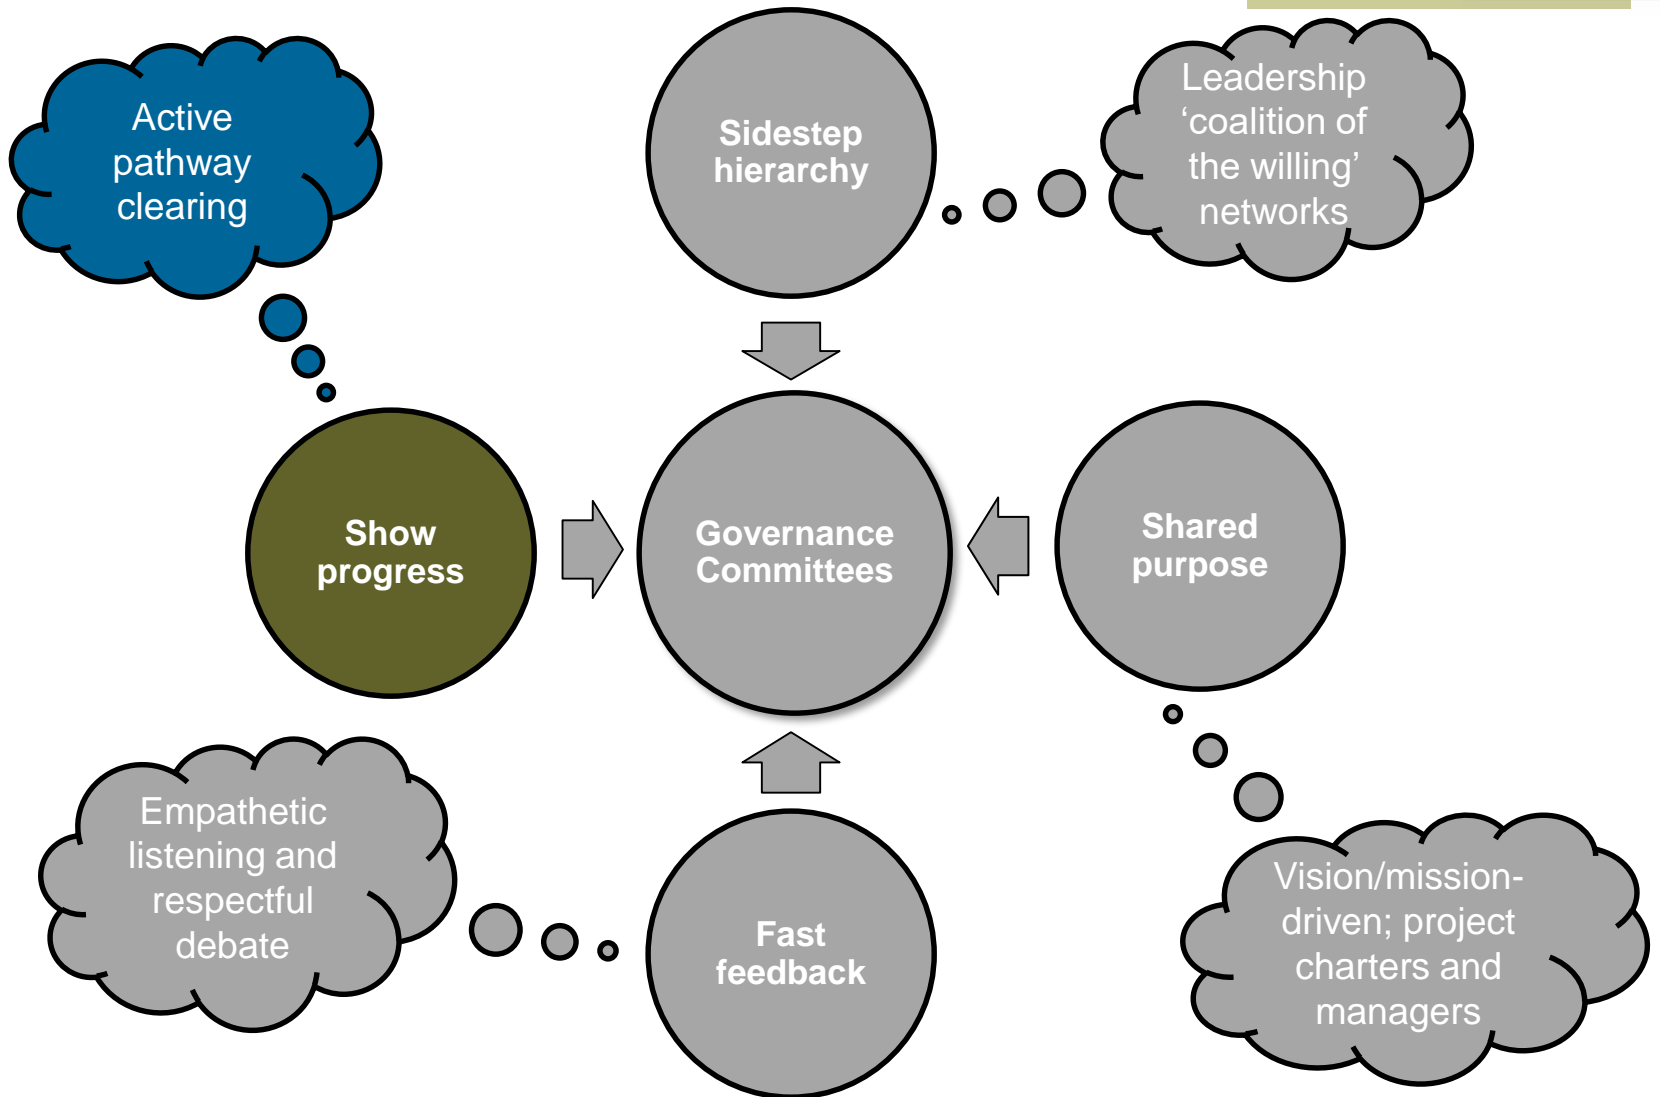 Active
pathway
clearing
Sidestep
hierarchy
Leadership
‘coalition of
the willing’
networks
Show
progress
Governance
Committees
Shared
purpose
Empathetic
listening and
respectful
debate
Fast
feedback
Vision/mission-
driven; project
charters and
managers